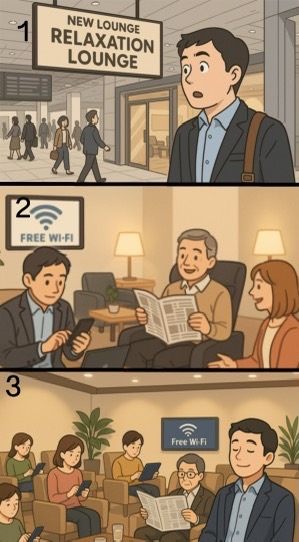 1
NEW LOUNGE
RELAXATION
LOUNGE
2
FREE WI-FI
3
Free Wi-Fi